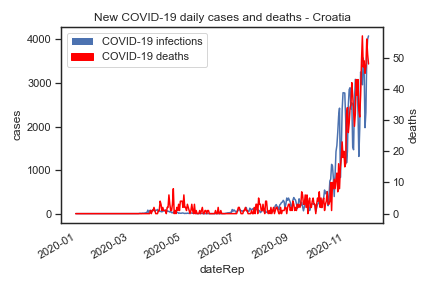 New COVID-19 daily cases and deaths - Croatia
COVID-19 infections
COVID-19 deaths
4000
3000
2000
1000
0
cases
50
40
30
20
10
0
deaths
2020-01
2020-03
2020-05
2020-07
2020-09
2020-11
dateRep